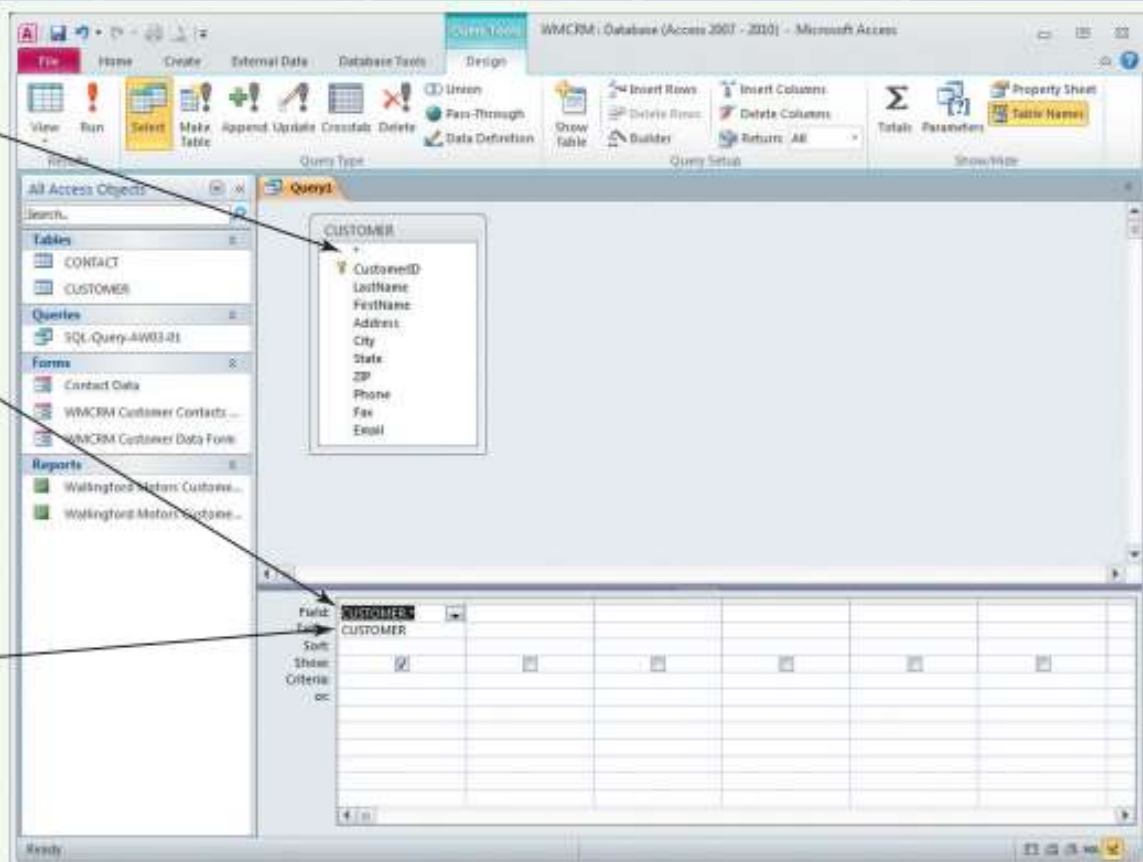 Query Tools
WMCRM : Database (Access 2007 - 2010) - Microsoft Access
File Home Create External Data Database Tools Design
View Run Select Make Table Append Update Crosstab Delete
Union
Pass-Through
Data Definition
Show Table
Insert Rows
Delete Rows
Builder
Insert Columns
Delete Columns
Return: All
Totals Parameters
Property Sheet
Table Names
Results Query Type Query Setup Show/Hide
All Access Objects
Search..
Tables
CONTACT
CUSTOMER
Queries
SQL-Query-AW03-01
Forms
Contact Data
WMCRM Customer Contacts ...
WMCRM Customer Data Form
Reports
Wallingford Motors Custome...
Wallingford Motors Custome...
Query1
CUSTOMER
*
CustomerID
LastName
FirstName
Address
City
State
ZIP
Phone
Fax
Email
Field: CUSTOMER.*
Table: CUSTOMER
Sort:
Show:
Criteria:
or:
Ready
SQL